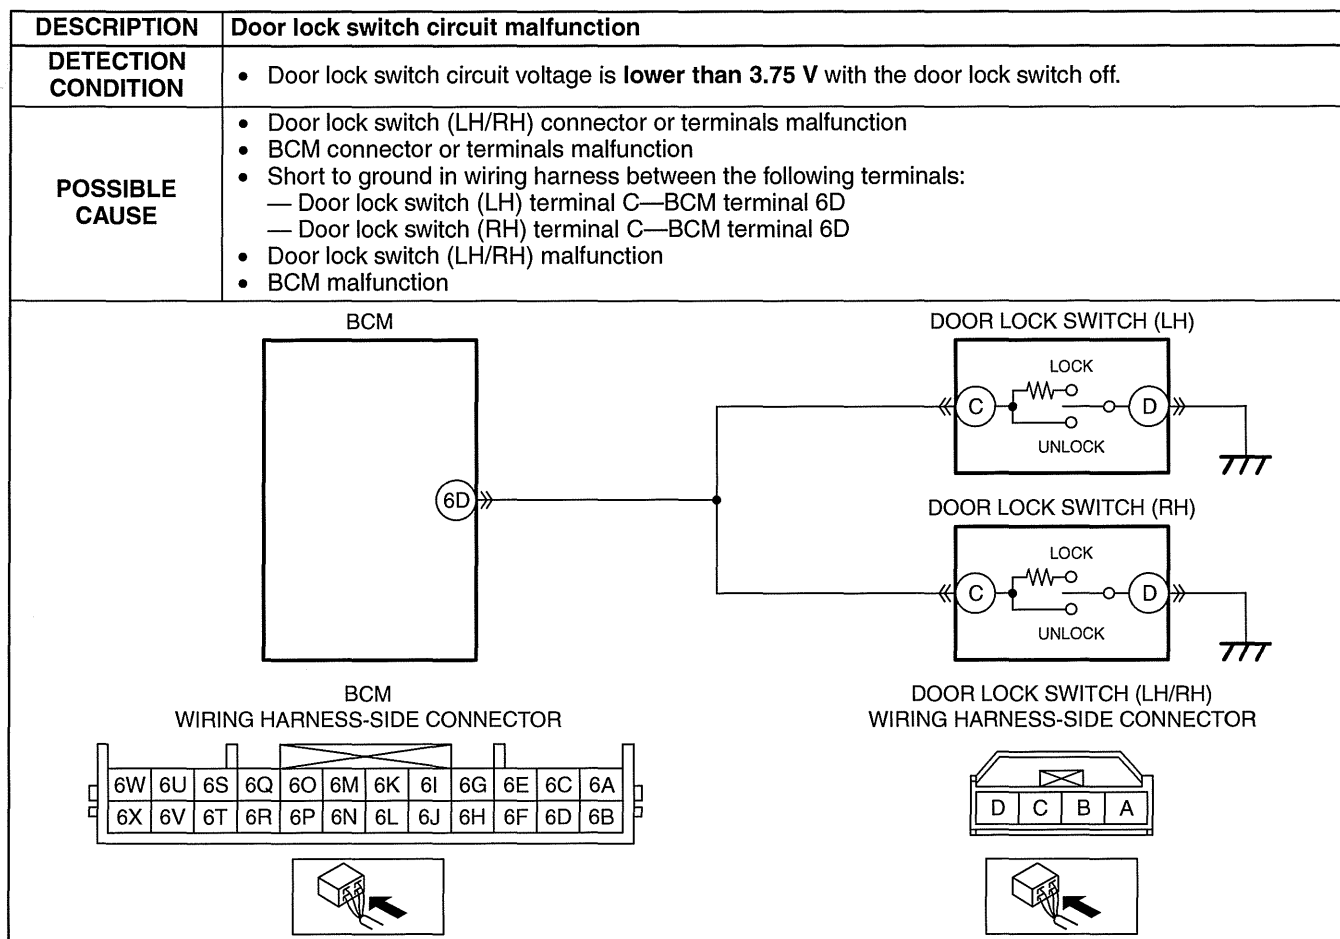 DESCRIPTION Door lock switch circuit malfunction
DETECTION CONDITION
• Door lock switch circuit voltage is lower than 3.75 V with the door lock switch off.
POSSIBLE CAUSE
• Door lock switch (LH/RH) connector or terminals malfunction
• BCM connector or terminals malfunction
• Short to ground in wiring harness between the following terminals:
— Door lock switch (LH) terminal C—BCM terminal 6D
— Door lock switch (RH) terminal C—BCM terminal 6D
• Door lock switch (LH/RH) malfunction
• BCM malfunction
BCM
6D
DOOR LOCK SWITCH (LH)
LOCK
C D
UNLOCK
DOOR LOCK SWITCH (RH)
LOCK
C D
UNLOCK
BCM
WIRING HARNESS-SIDE CONNECTOR
6W 6U 6S 6Q 6O 6M 6K 6I 6G 6E 6C 6A
6X 6V 6T 6R 6P 6N 6L 6J 6H 6F 6D 6B
DOOR LOCK SWITCH (LH/RH)
WIRING HARNESS-SIDE CONNECTOR
D C B A